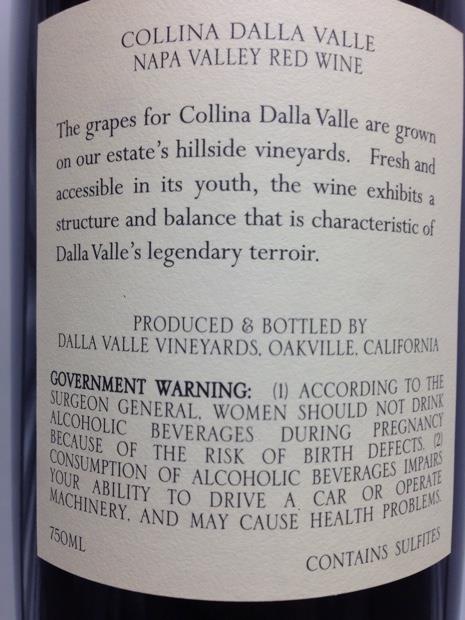 COLLINA DALLA VALLE
NAPA VALLEY RED WINE
The grapes for Collina Dalla Valle are grown
on our estate's hillside vineyards. Fresh and
accessible in its youth, the wine exhibits a
structure and balance that is characteristic of
Dalla Valle's legendary terroir.
PRODUCED & BOTTLED BY
DALLA VALLE VINEYARDS, OAKVILLE, CALIFORNIA
GOVERNMENT WARNING: (1) ACCORDING TO THE
SURGEON GENERAL, WOMEN SHOULD NOT DRINK
ALCOHOLIC BEVERAGES DURING PREGNANCY
BECAUSE OF THE RISK OF BIRTH DEFECTS. (2)
CONSUMPTION OF ALCOHOLIC BEVERAGES IMPAIRS
YOUR ABILITY TO DRIVE A CAR OR OPERATE
MACHINERY, AND MAY CAUSE HEALTH PROBLEMS.
750ML
CONTAINS SULFITES